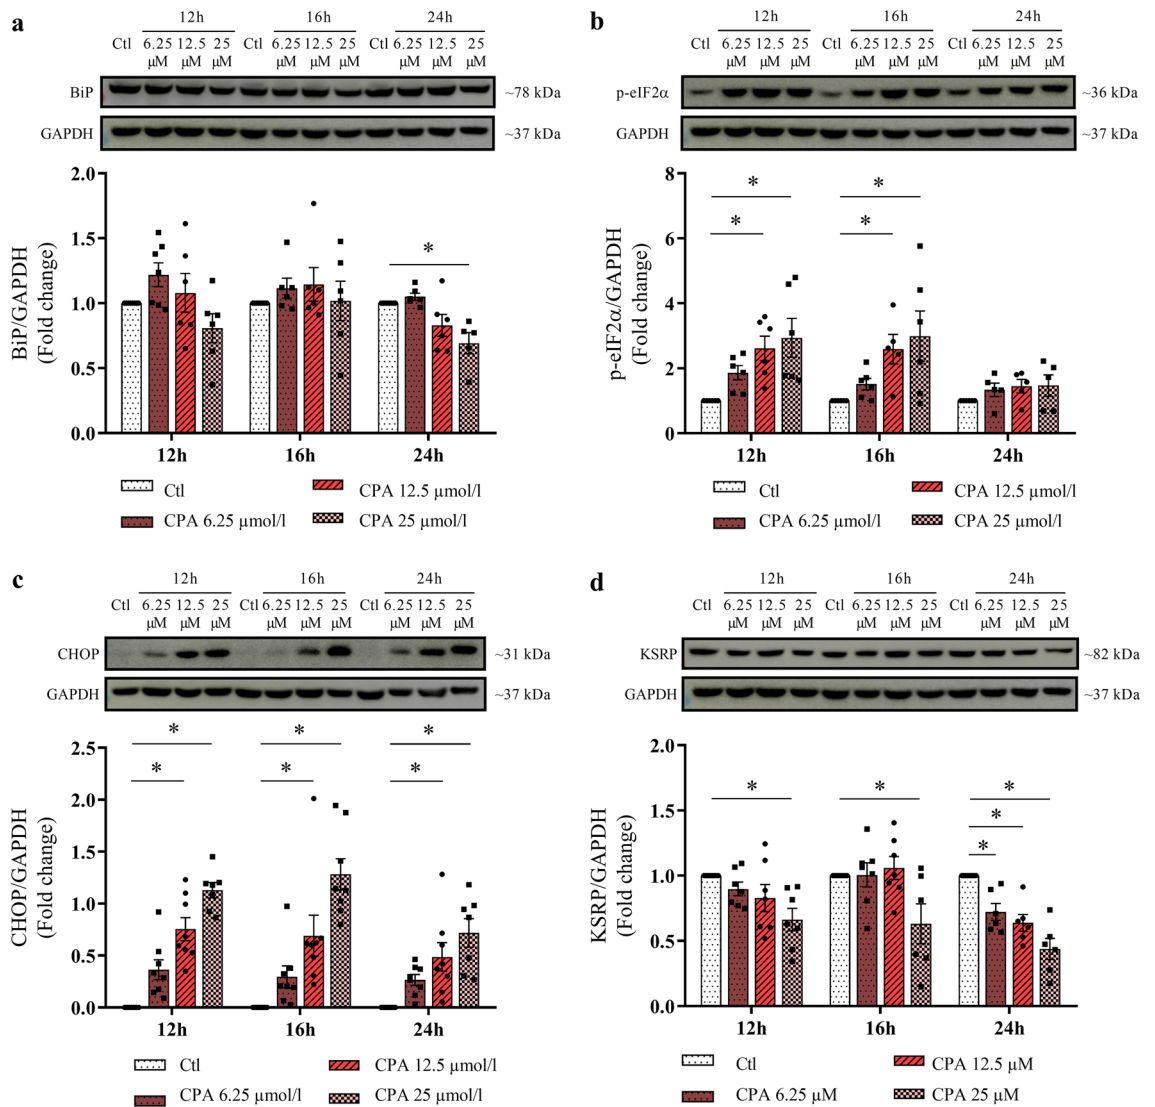 a
12h 16h 24h
Ctl 6.25 12.5 25 Ctl 6.25 12.5 25 Ctl 6.25 12.5 25
µM µM µM µM µM µM µM µM µM
BiP ~78 kDa
GAPDH ~37 kDa
BiP/GAPDH
(Fold change)
2.0
1.5
1.0
0.5
0.0
*
12h 16h 24h
Ctl CPA 12.5 µmol/l
CPA 6.25 µmol/l CPA 25 µmol/l
b
12h 16h 24h
Ctl 6.25 12.5 25 Ctl 6.25 12.5 25 Ctl 6.25 12.5 25
µM µM µM µM µM µM µM µM µM
p-eIF2α ~36 kDa
GAPDH ~37 kDa
p-eIF2α/GAPDH
(Fold change)
8
6
4
2
0
* *
* *
12h 16h 24h
Ctl CPA 12.5 µmol/l
CPA 6.25 µmol/l CPA 25 µmol/l
c
12h 16h 24h
Ctl 6.25 12.5 25 Ctl 6.25 12.5 25 Ctl 6.25 12.5 25
µM µM µM µM µM µM µM µM µM
CHOP ~31 kDa
GAPDH ~37 kDa
CHOP/GAPDH
(Fold change)
2.5
2.0
1.5
1.0
0.5
0.0
* * *
* * *
12h 16h 24h
Ctl CPA 12.5 µmol/l
CPA 6.25 µmol/l CPA 25 µmol/l
d
12h 16h 24h
Ctl 6.25 12.5 25 Ctl 6.25 12.5 25 Ctl 6.25 12.5 25
µM µM µM µM µM µM µM µM µM
KSRP ~82 kDa
GAPDH ~37 kDa
KSRP/GAPDH
(Fold change)
2.0
1.5
1.0
0.5
0.0
* * *
*
*
12h 16h 24h
Ctl CPA 12.5 µM
CPA 6.25 µM CPA 25 µM